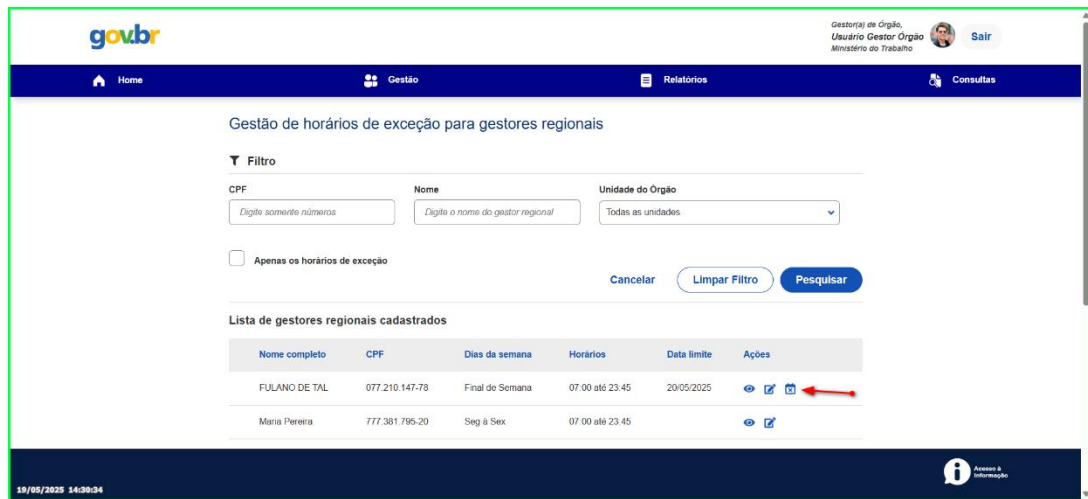 gov.br
Gestor(a) de Órgão,
Usuário Gestor Órgão
Ministério do Trabalho
Sair
Home
Gestão
Relatórios
Consultas
Gestão de horários de exceção para gestores regionais
Filtro
CPF
Nome
Unidade do Órgão
Digite somente números
Digite o nome do gestor regional
Todas as unidades
Apenas os horários de exceção
Cancelar
Limpar Filtro
Pesquisar
Lista de gestores regionais cadastrados
Nome completo CPF Dias da semana Horários Data limite Ações
FULANO DE TAL 077.210.147-78 Final de Semana 07:00 até 23:45 20/05/2025
Maria Pereira 777.381.795-20 Seg à Sex 07:00 até 23:45
Acesso à
Informação
19/05/2025 14:30:34